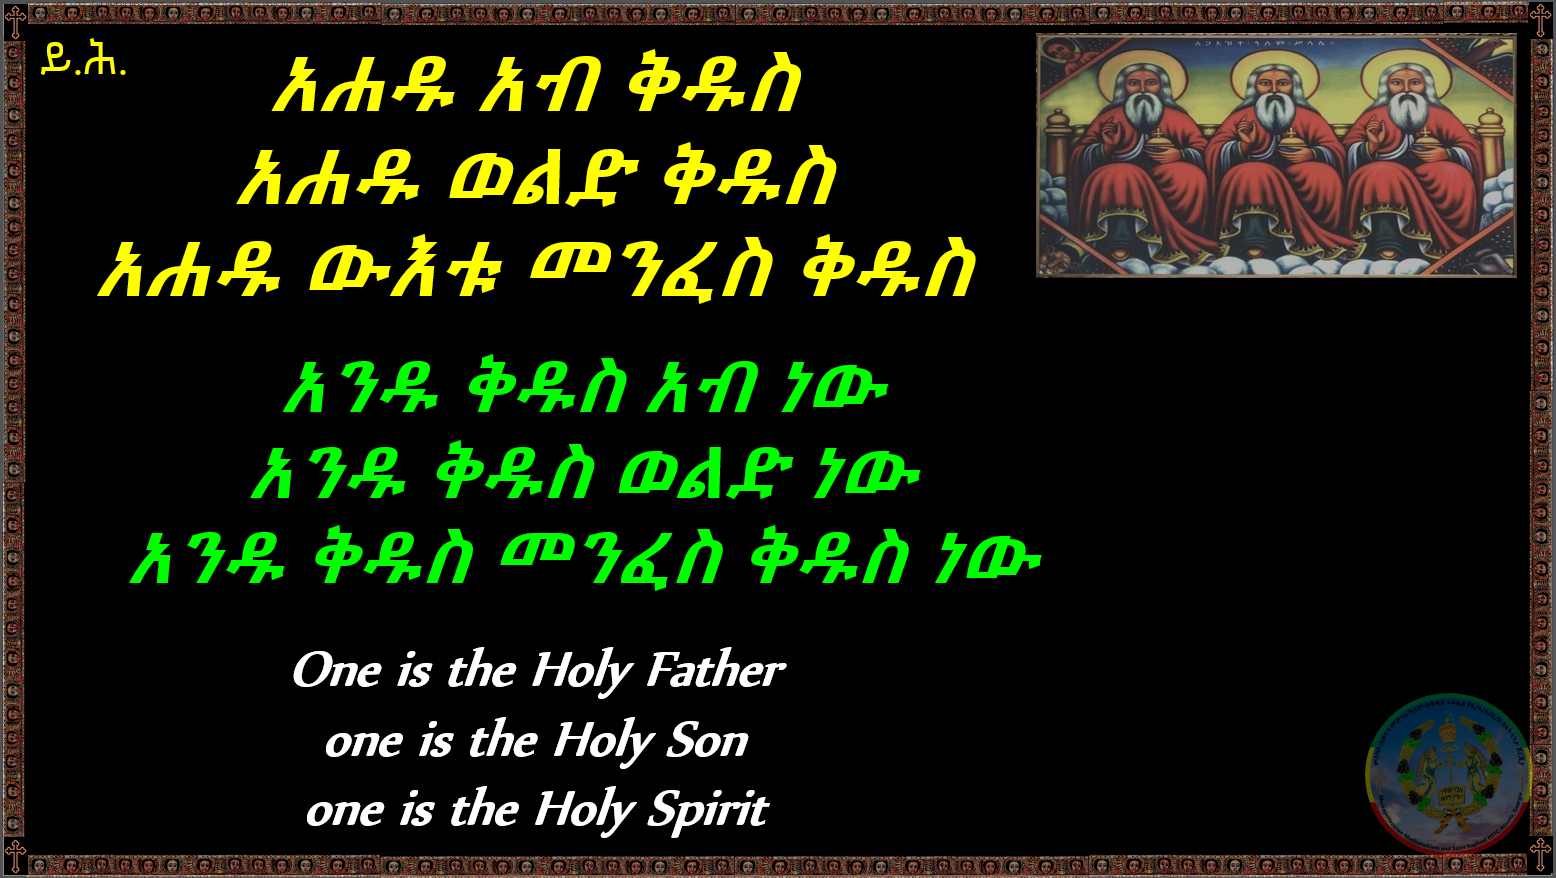 ይ.ሕ.
አሐዱ አብ ቅዱስ
አሐዱ ወልድ ቅዱስ
አሐዱ ውእቱ መንፈስ ቅዱስ
አንዱ ቅዱስ አብ ነው
አንዱ ቅዱስ ወልድ ነው
አንዱ ቅዱስ መንፈስ ቅዱስ ነው
One is the Holy Father
one is the Holy Son
one is the Holy Spirit